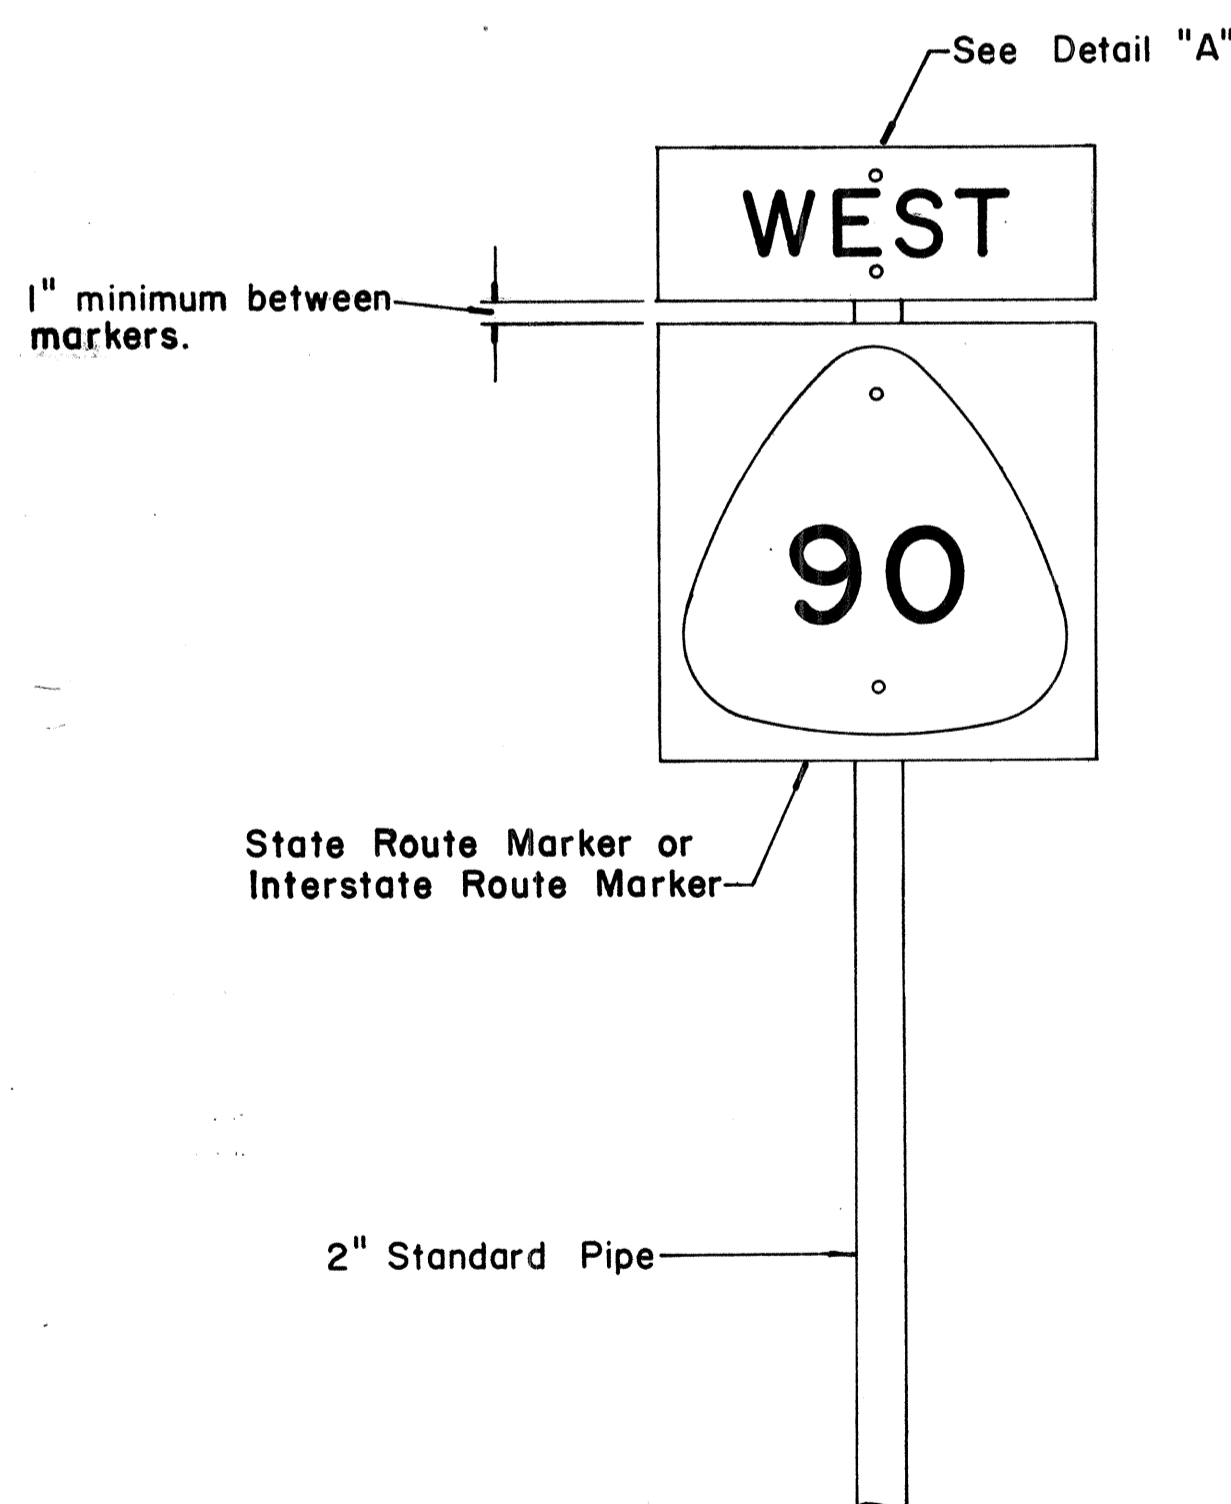 See Detail "A"
WEST
1" minimum between
markers.
90
State Route Marker or
Interstate Route Marker
2" Standard Pipe